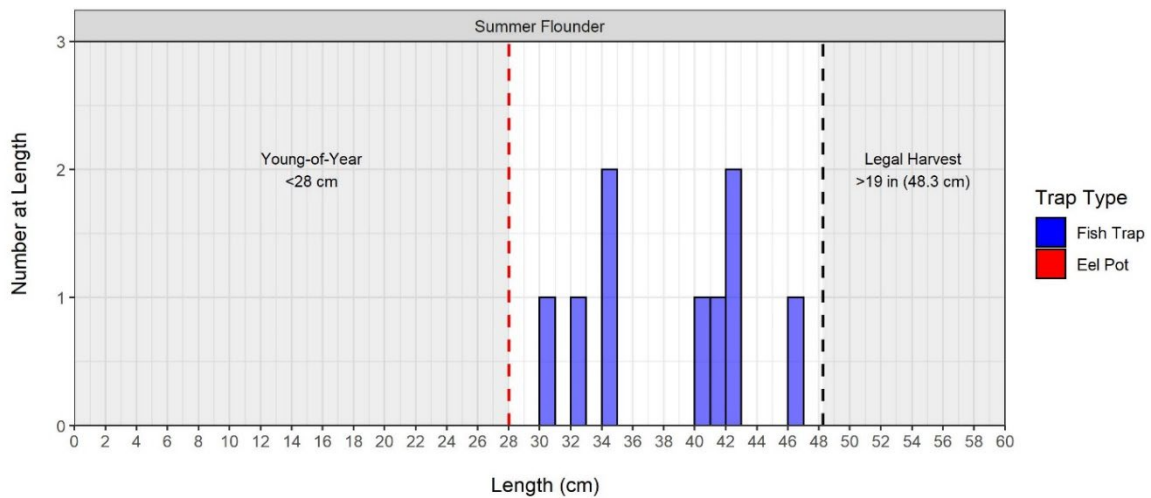 Summer Flounder
3
2
1
0
Number at Length
Young-of-Year
<28 cm
Legal Harvest
>19 in (48.3 cm)
0 2 4 6 8 10 12 14 16 18 20 22 24 26 28 30 32 34 36 38 40 42 44 46 48 50 52 54 56 58 60
Length (cm)
Trap Type
Fish Trap
Eel Pot